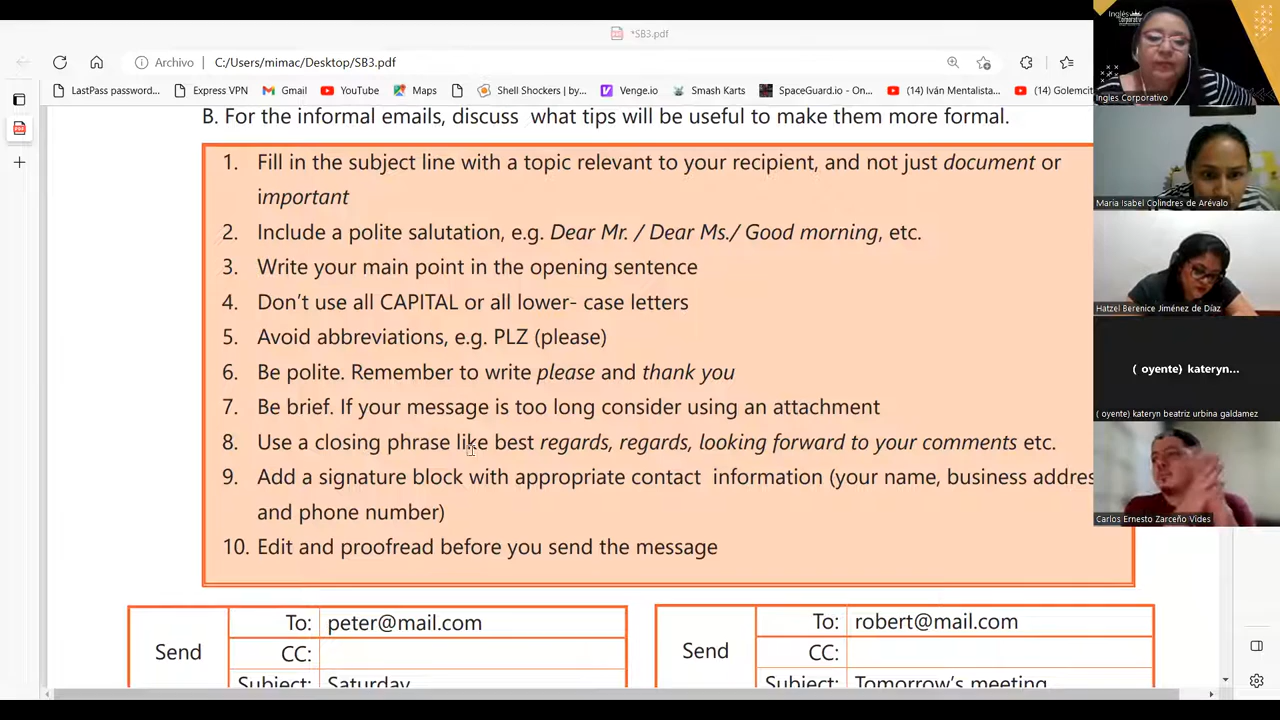 *SB3.pdf
Archivo C:/Users/mimac/Desktop/SB3.pdf
LastPass password... Express VPN Gmail YouTube Maps Shell Shockers | by... Venge.io Smash Karts SpaceGuard.io - On... (14) Iván Mentalista... (14) Golemcit
B. For the informal emails, discuss what tips will be useful to make them more formal.
1. Fill in the subject line with a topic relevant to your recipient, and not just document or
important
2. Include a polite salutation, e.g. Dear Mr. / Dear Ms./ Good morning, etc.
3. Write your main point in the opening sentence
4. Don't use all CAPITAL or all lower- case letters
5. Avoid abbreviations, e.g. PLZ (please)
6. Be polite. Remember to write please and thank you
7. Be brief. If your message is too long consider using an attachment
8. Use a closing phrase like best regards, regards, looking forward to your comments etc.
9. Add a signature block with appropriate contact information (your name, business addres
and phone number)
10. Edit and proofread before you send the message
Send
To: peter@mail.com
CC:
Subject: Saturday
Send
To: robert@mail.com
CC:
Subject: Tomorrow's meeting
Inglés
Corporativo
Ingles Corporativo
Maria Isabel Colindres de Arévalo
Hatzel Berenice Jiménez de Díaz
( oyente) kateryn...
( oyente) kateryn beatriz urbina galdamez
Carlos Ernesto Zarceño Vides